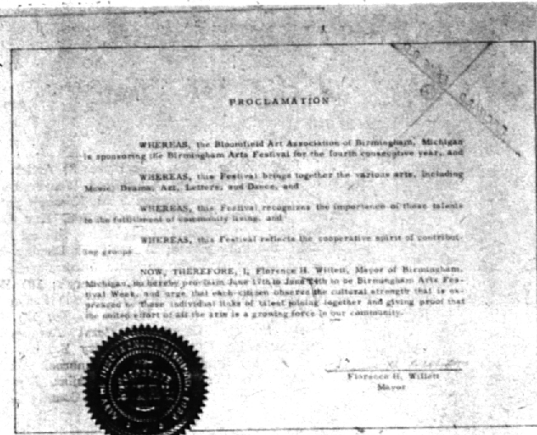 PROCLAMATION
WHEREAS, the Bloomfield Art Association of Birmingham, Michigan
is sponsoring the Birmingham Arts Festival for the fourth consecutive year, and
WHEREAS, this Festival brings together the various arts, including
Music, Drama, Art, Letters, and Dance, and
WHEREAS, this Festival recognizes the importance of these talents
in the fulfillment of community living, and
WHEREAS, this Festival reflects the cooperative spirit of contribut-
ing groups
NOW, THEREFORE, I, Florence H. Willett, Mayor of Birmingham,
Michigan, do hereby proclaim June 17th to June 24th to be Birmingham Arts Fes-
tival Week, and urge that each citizen observe the cultural strength that is ex-
pressed by these individual links of talent joining together and giving proof that
the united effort of all the arts is a growing force in our community.
Florence H. Willett
Mayor